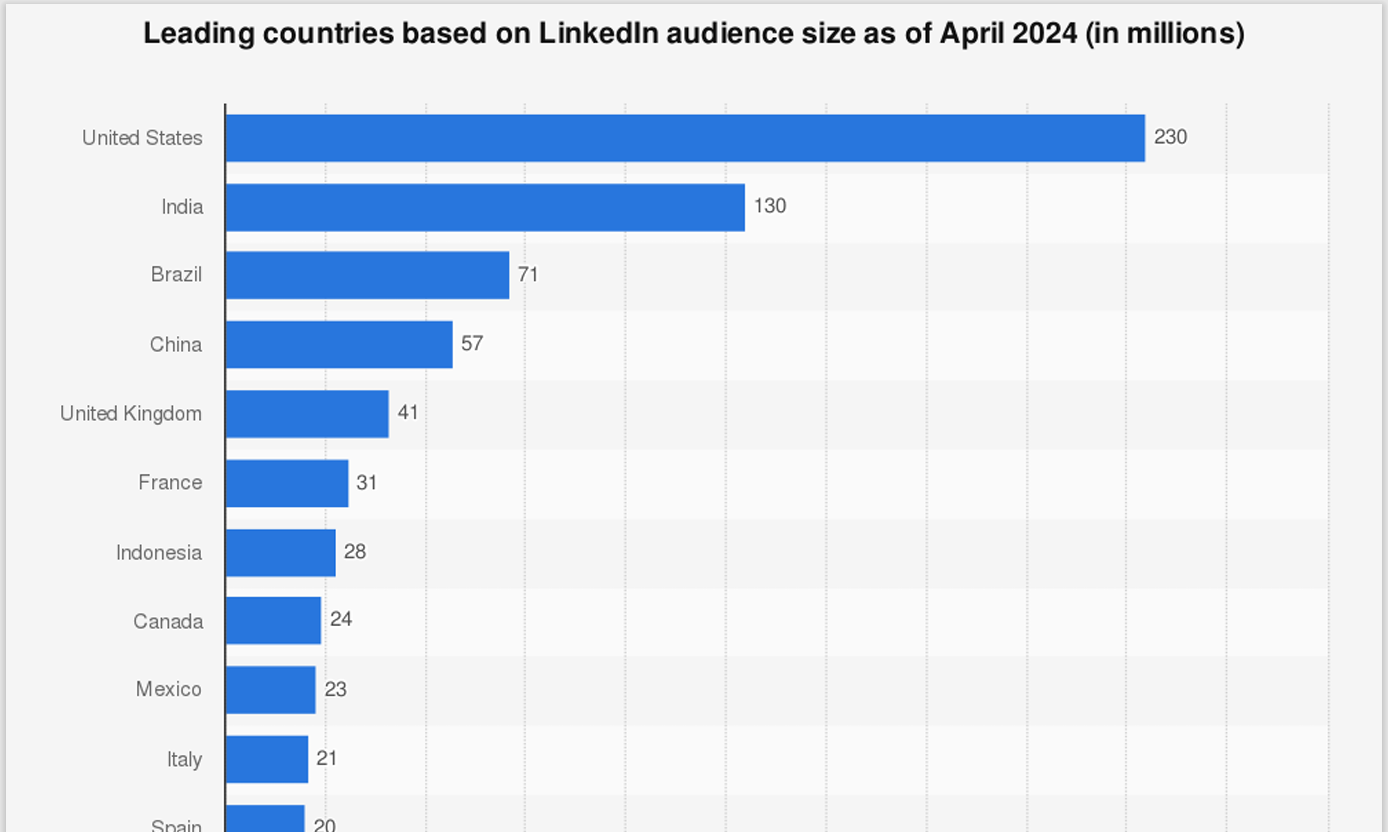 Leading countries based on LinkedIn audience size as of April 2024 (in millions)
United States 230
India 130
Brazil 71
China 57
United Kingdom 41
France 31
Indonesia 28
Canada 24
Mexico 23
Italy 21
Spain 20